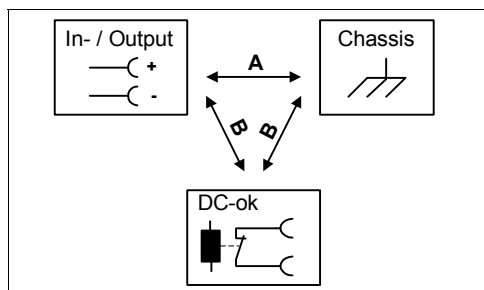 In- / Output
Chassis
+
-
A
B
B
DC-ok